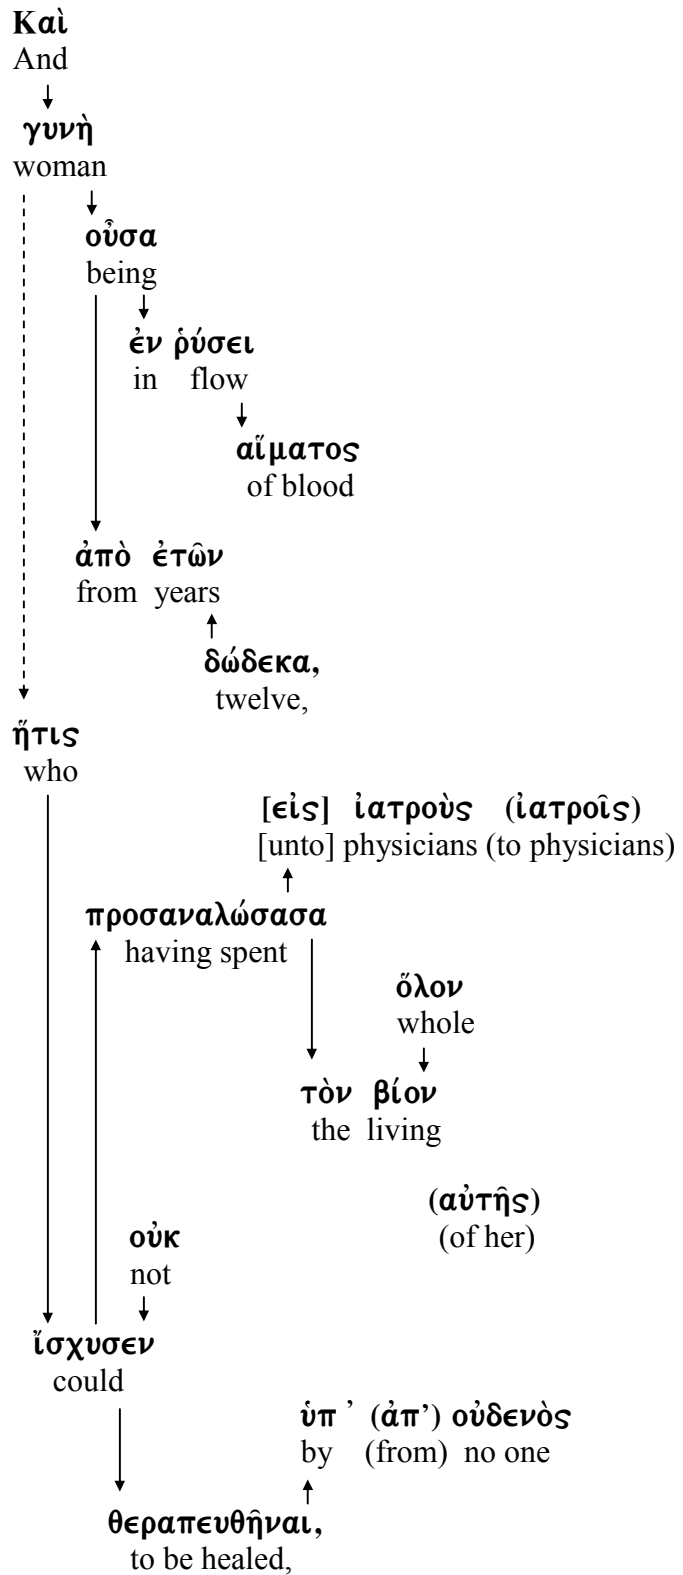 Καὶ
And
γυνὴ
woman
οὖσα
being
ἐν ῥύσει
in flow
αἵματος
of blood
ἀπὸ ἐτῶν
from years
δώδεκα,
twelve,
ἥτις
who
[εἰς] ἰατροὺς (ἰατροῖς)
[unto] physicians (to physicians)
προσαναλώσασα
having spent
ὅλον
whole
τὸν βίον
the living
(αὐτῆς)
(of her)
οὐκ
not
ἴσχυσεν
could
ὑπ ’ (ἀπ’) οὐδενὸς
by (from) no one
θεραπευθῆναι,
to be healed,